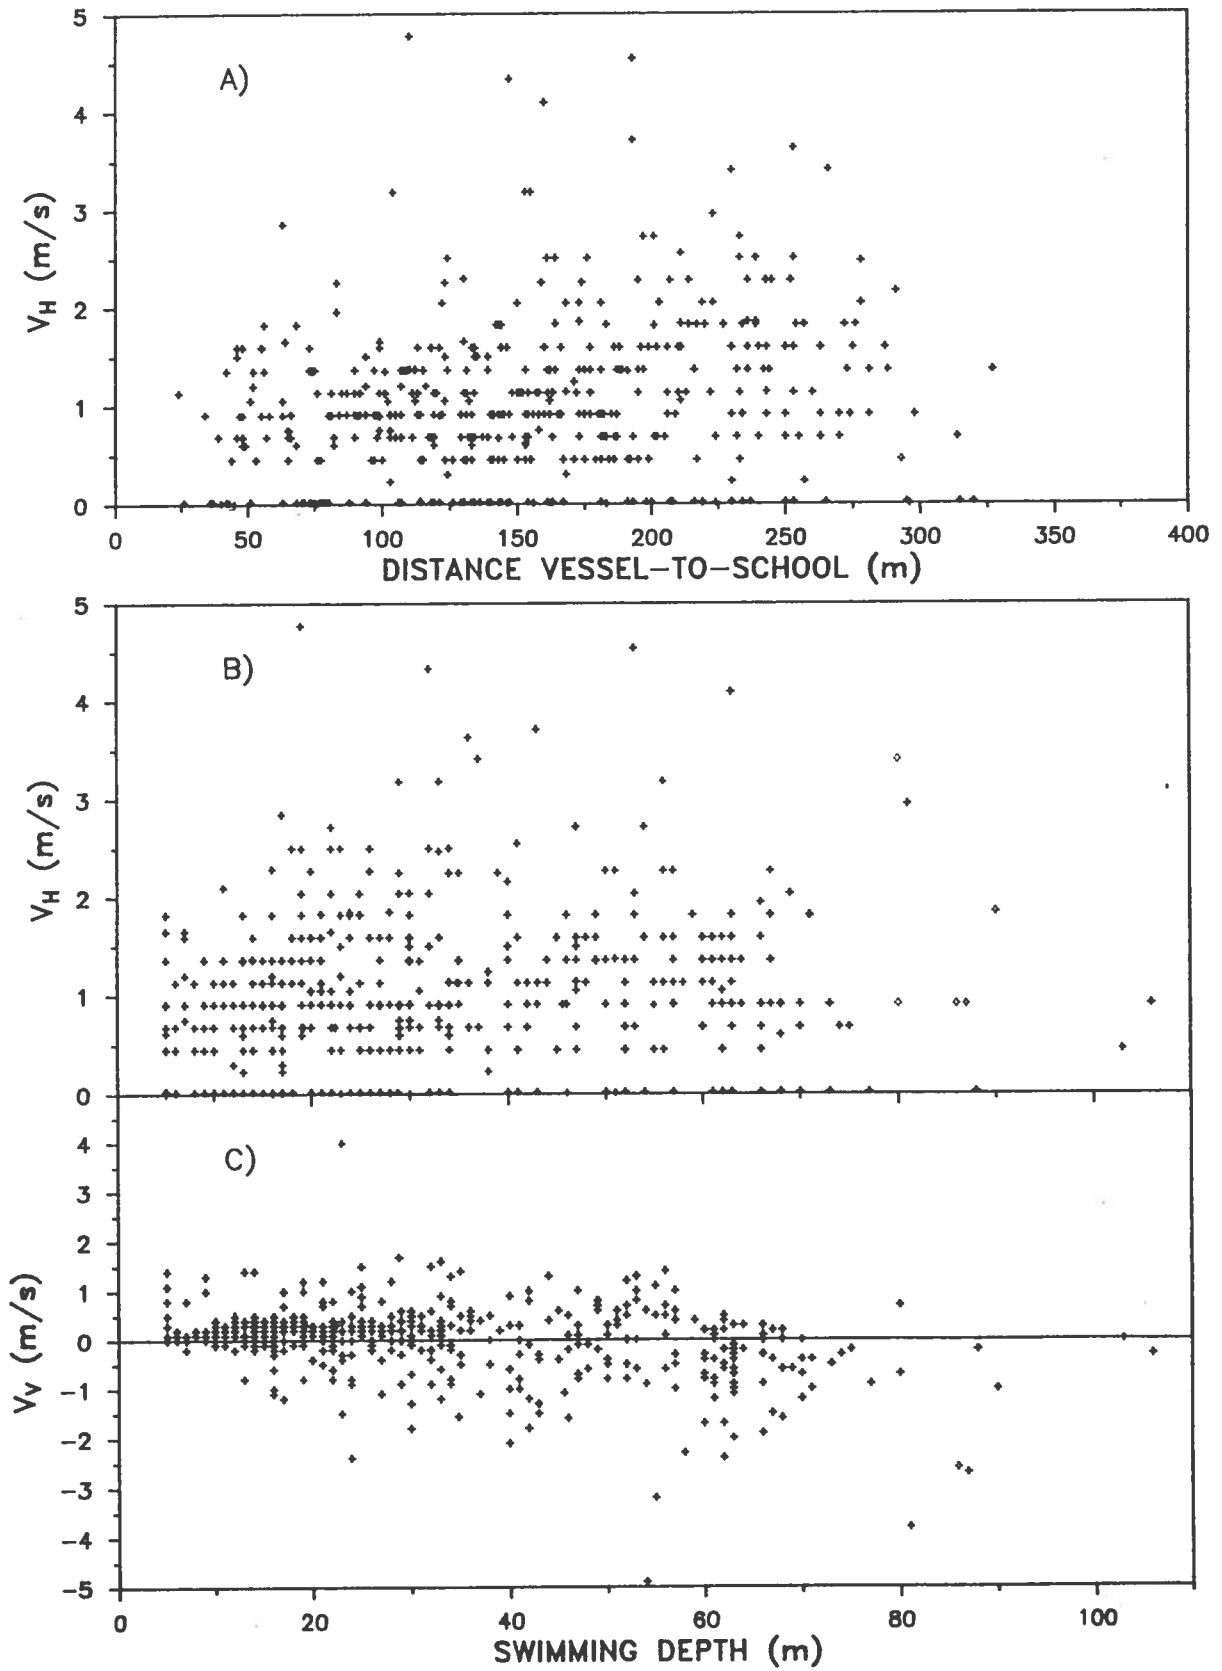 5
A)
4
3
2
1
0
V_H (m/s)
0 50 100 150 200 250 300 350 400
DISTANCE VESSEL-TO-SCHOOL (m)
5
B)
4
3
2
1
0
V_H (m/s)
4
C)
3
2
1
0
-1
-2
-3
-4
-5
V_V (m/s)
0 20 40 60 80 100
SWIMMING DEPTH (m)